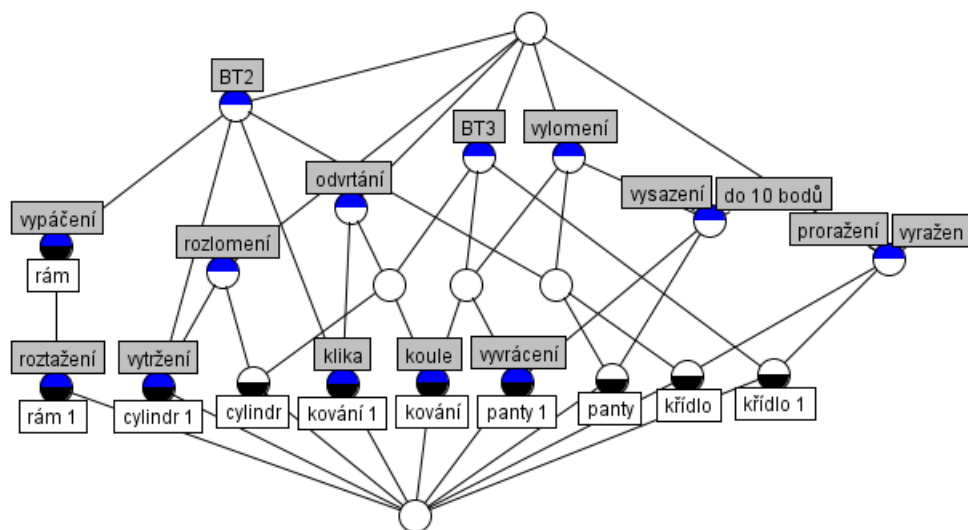 BT2
BT3
vylomení
odvrtání
vysazení
do 10 bodů
vypáčení
rozlomení
proražení
vyražen
rám
roztažení
vytržení
klika
koule
vyvrácení
rám 1
cylindr 1
cylindr
kování 1
kování
panty 1
panty
křídlo
křídlo 1